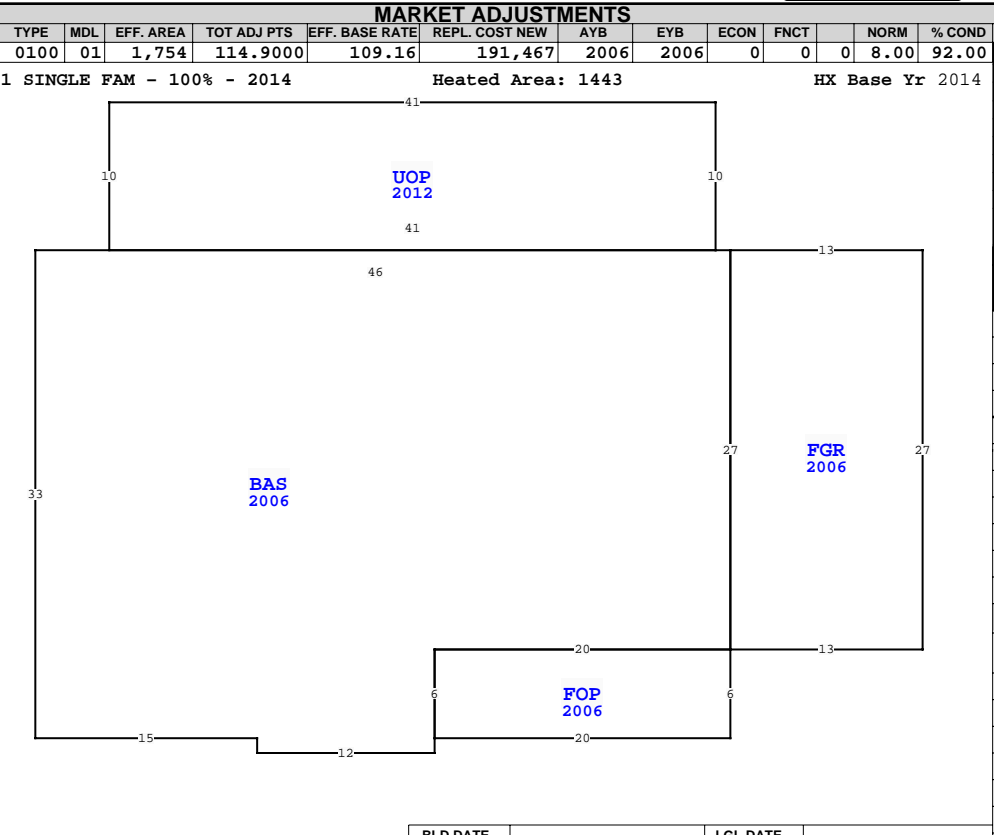 MARKET ADJUSTMENTS
TYPE MDL EFF. AREA TOT ADJ PTS EFF. BASE RATE REPL. COST NEW AYB EYB ECON FNCT NORM % COND
0100 01 1,754 114.9000 109.16 191,467 2006 2006 0 0 0 8.00 92.00
1 SINGLE FAM - 100% - 2014 Heated Area: 1443 HX Base Yr 2014
41
10 UOP 10
2012
41
13
46
27 FGR 27
2006
BAS
2006
33
20 13
6 FOP 6
2006
15 20
12
BLD DATE LGL DATE